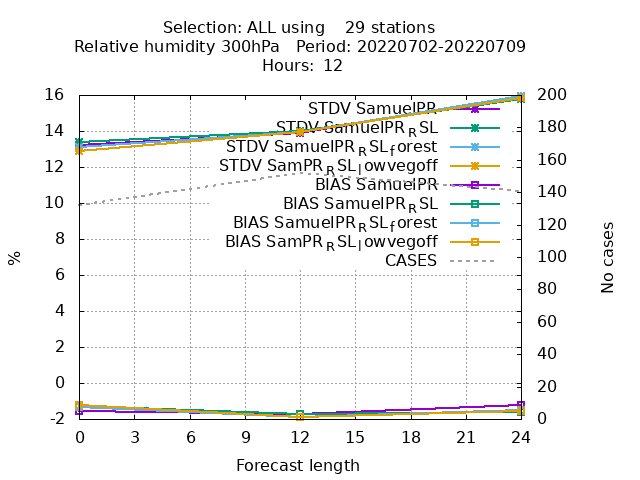 Selection: ALL using    29 stations
Relative humidity 300hPa   Period: 20220702-20220709
Hours: 12
STDV SamuelPR
STDV SamuelPR_RSL
STDV SamuelPR_RSL_forest
STDV SamPR_RSL_lowvegoff
BIAS SamuelPR
BIAS SamuelPR_RSL
BIAS SamuelPR_RSL_forest
BIAS SamPR_RSL_lowvegoff
CASES
16
14
12
10
8
6
4
2
0
-2
%
200
180
160
140
120
100
80
60
40
20
0
No cases
0 3 6 9 12 15 18 21 24
Forecast length